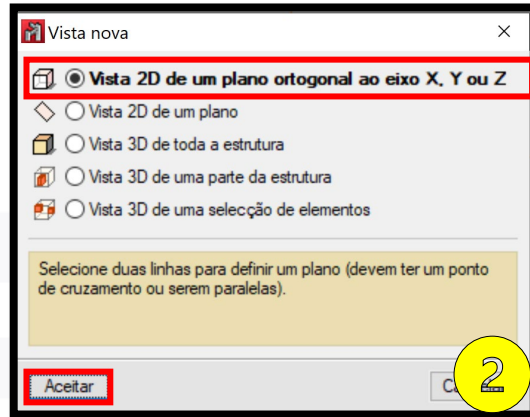 Vista nova
Vista 2D de um plano ortogonal ao eixo X, Y ou Z
Vista 2D de um plano
Vista 3D de toda a estrutura
Vista 3D de uma parte da estrutura
Vista 3D de uma selecção de elementos
Selecione duas linhas para definir um plano (devem ter um ponto
de cruzamento ou serem paralelas).
Aceitar
2